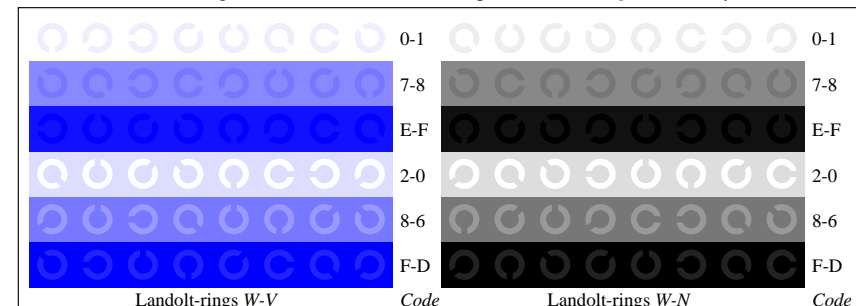 0-1 0-1
7-8 7-8
E-F E-F
2-0 2-0
8-6 8-6
F-D F-D
Landolt-rings W-V Code Landolt-rings W-N Code